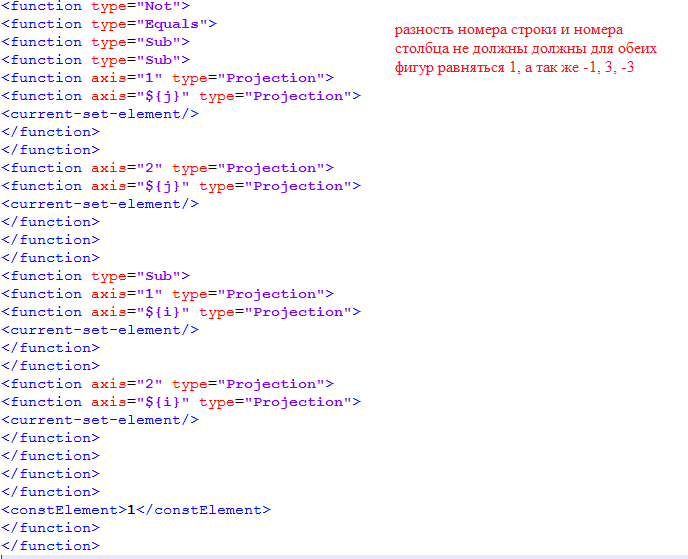 <function type="Not">
<function type="Equals">
<function type="Sub">
<function type="Sub">
<function axis="1" type="Projection">
<function axis="${j}" type="Projection">
<current-set-element/>
</function>
</function>
<function axis="2" type="Projection">
<function axis="${j}" type="Projection">
<current-set-element/>
</function>
</function>
</function>
<function type="Sub">
<function axis="1" type="Projection">
<function axis="${i}" type="Projection">
<current-set-element/>
</function>
</function>
<function axis="2" type="Projection">
<function axis="${i}" type="Projection">
<current-set-element/>
</function>
</function>
</function>
</function>
<constElement>1</constElement>
</function>
</function>
разность номера строки и номера
столбца не должны должны для обеих
фигур равняться 1, а так же -1, 3, -3